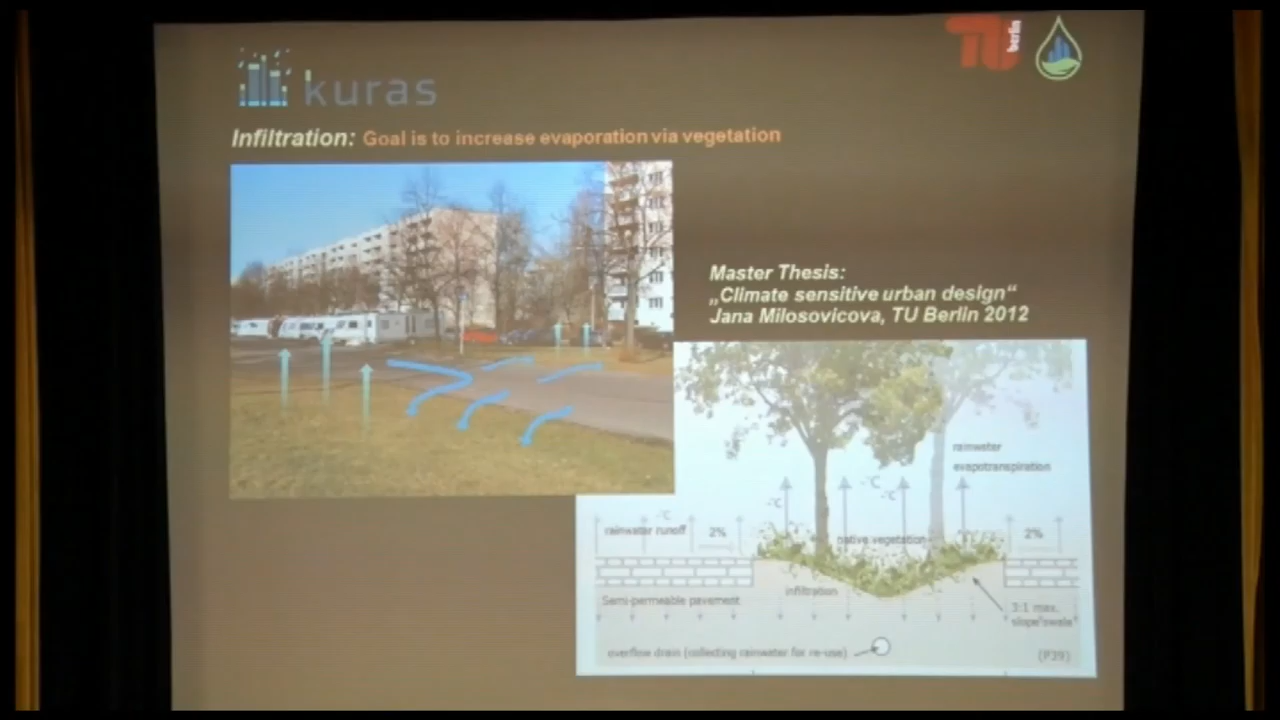 TU berlin
kuras
Infiltration: Goal is to increase evaporation via vegetation
Master Thesis:
„Climate sensitive urban design“
Jana Milosovicova, TU Berlin 2012
rainwater
evapotranspiration
-°C
-°C
-°C
-°C
rainwater runoff
2%
native vegetation
2%
infiltration
Semi-permeable pavement
3:1 max.
slope"swale"
overflow drain (collecting rainwater for re-use)
(P39)